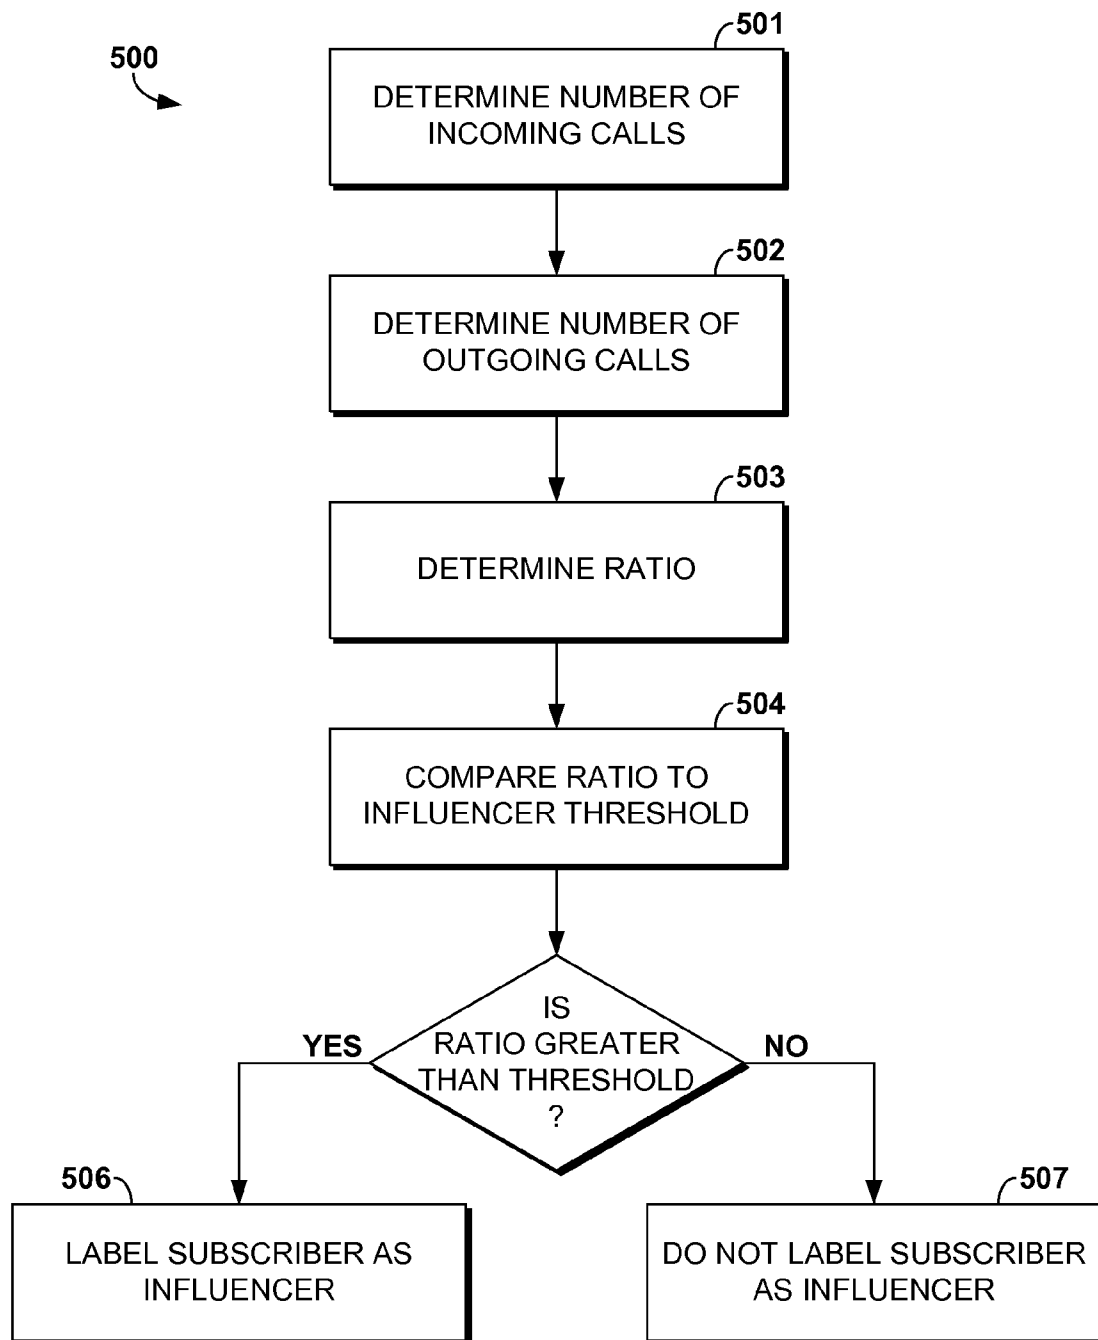 500
501
DETERMINE NUMBER OF
INCOMING CALLS
502
DETERMINE NUMBER OF
OUTGOING CALLS
503
DETERMINE RATIO
504
COMPARE RATIO TO
INFLUENCER THRESHOLD
IS
RATIO GREATER
THAN THRESHOLD
?
YES
NO
506
LABEL SUBSCRIBER AS
INFLUENCER
507
DO NOT LABEL SUBSCRIBER
AS INFLUENCER